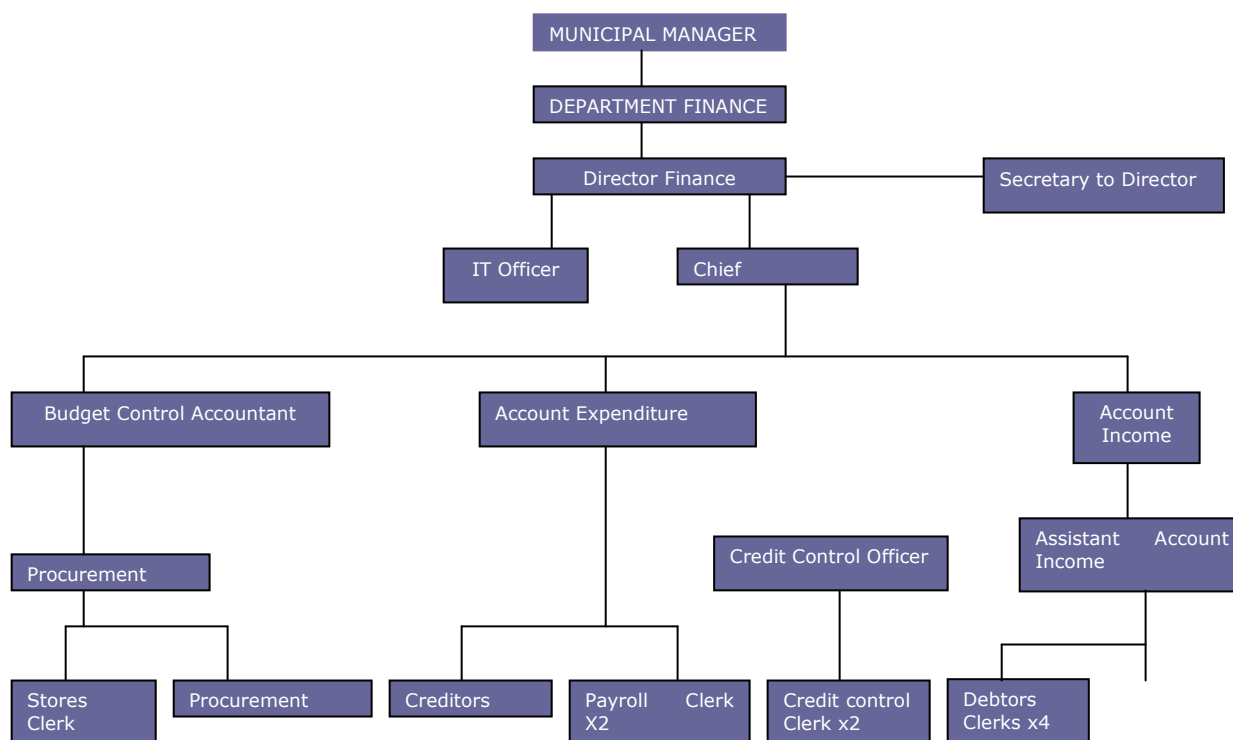 MUNICIPAL MANAGER
DEPARTMENT FINANCE
Director Finance
Secretary to Director
IT Officer
Chief
Budget Control Accountant
Account Expenditure
Account
Income
Procurement
Credit Control Officer
Assistant Account
Income
Stores
Clerk
Procurement
Creditors
Payroll Clerk
X2
Credit control
Clerk x2
Debtors
Clerks x4